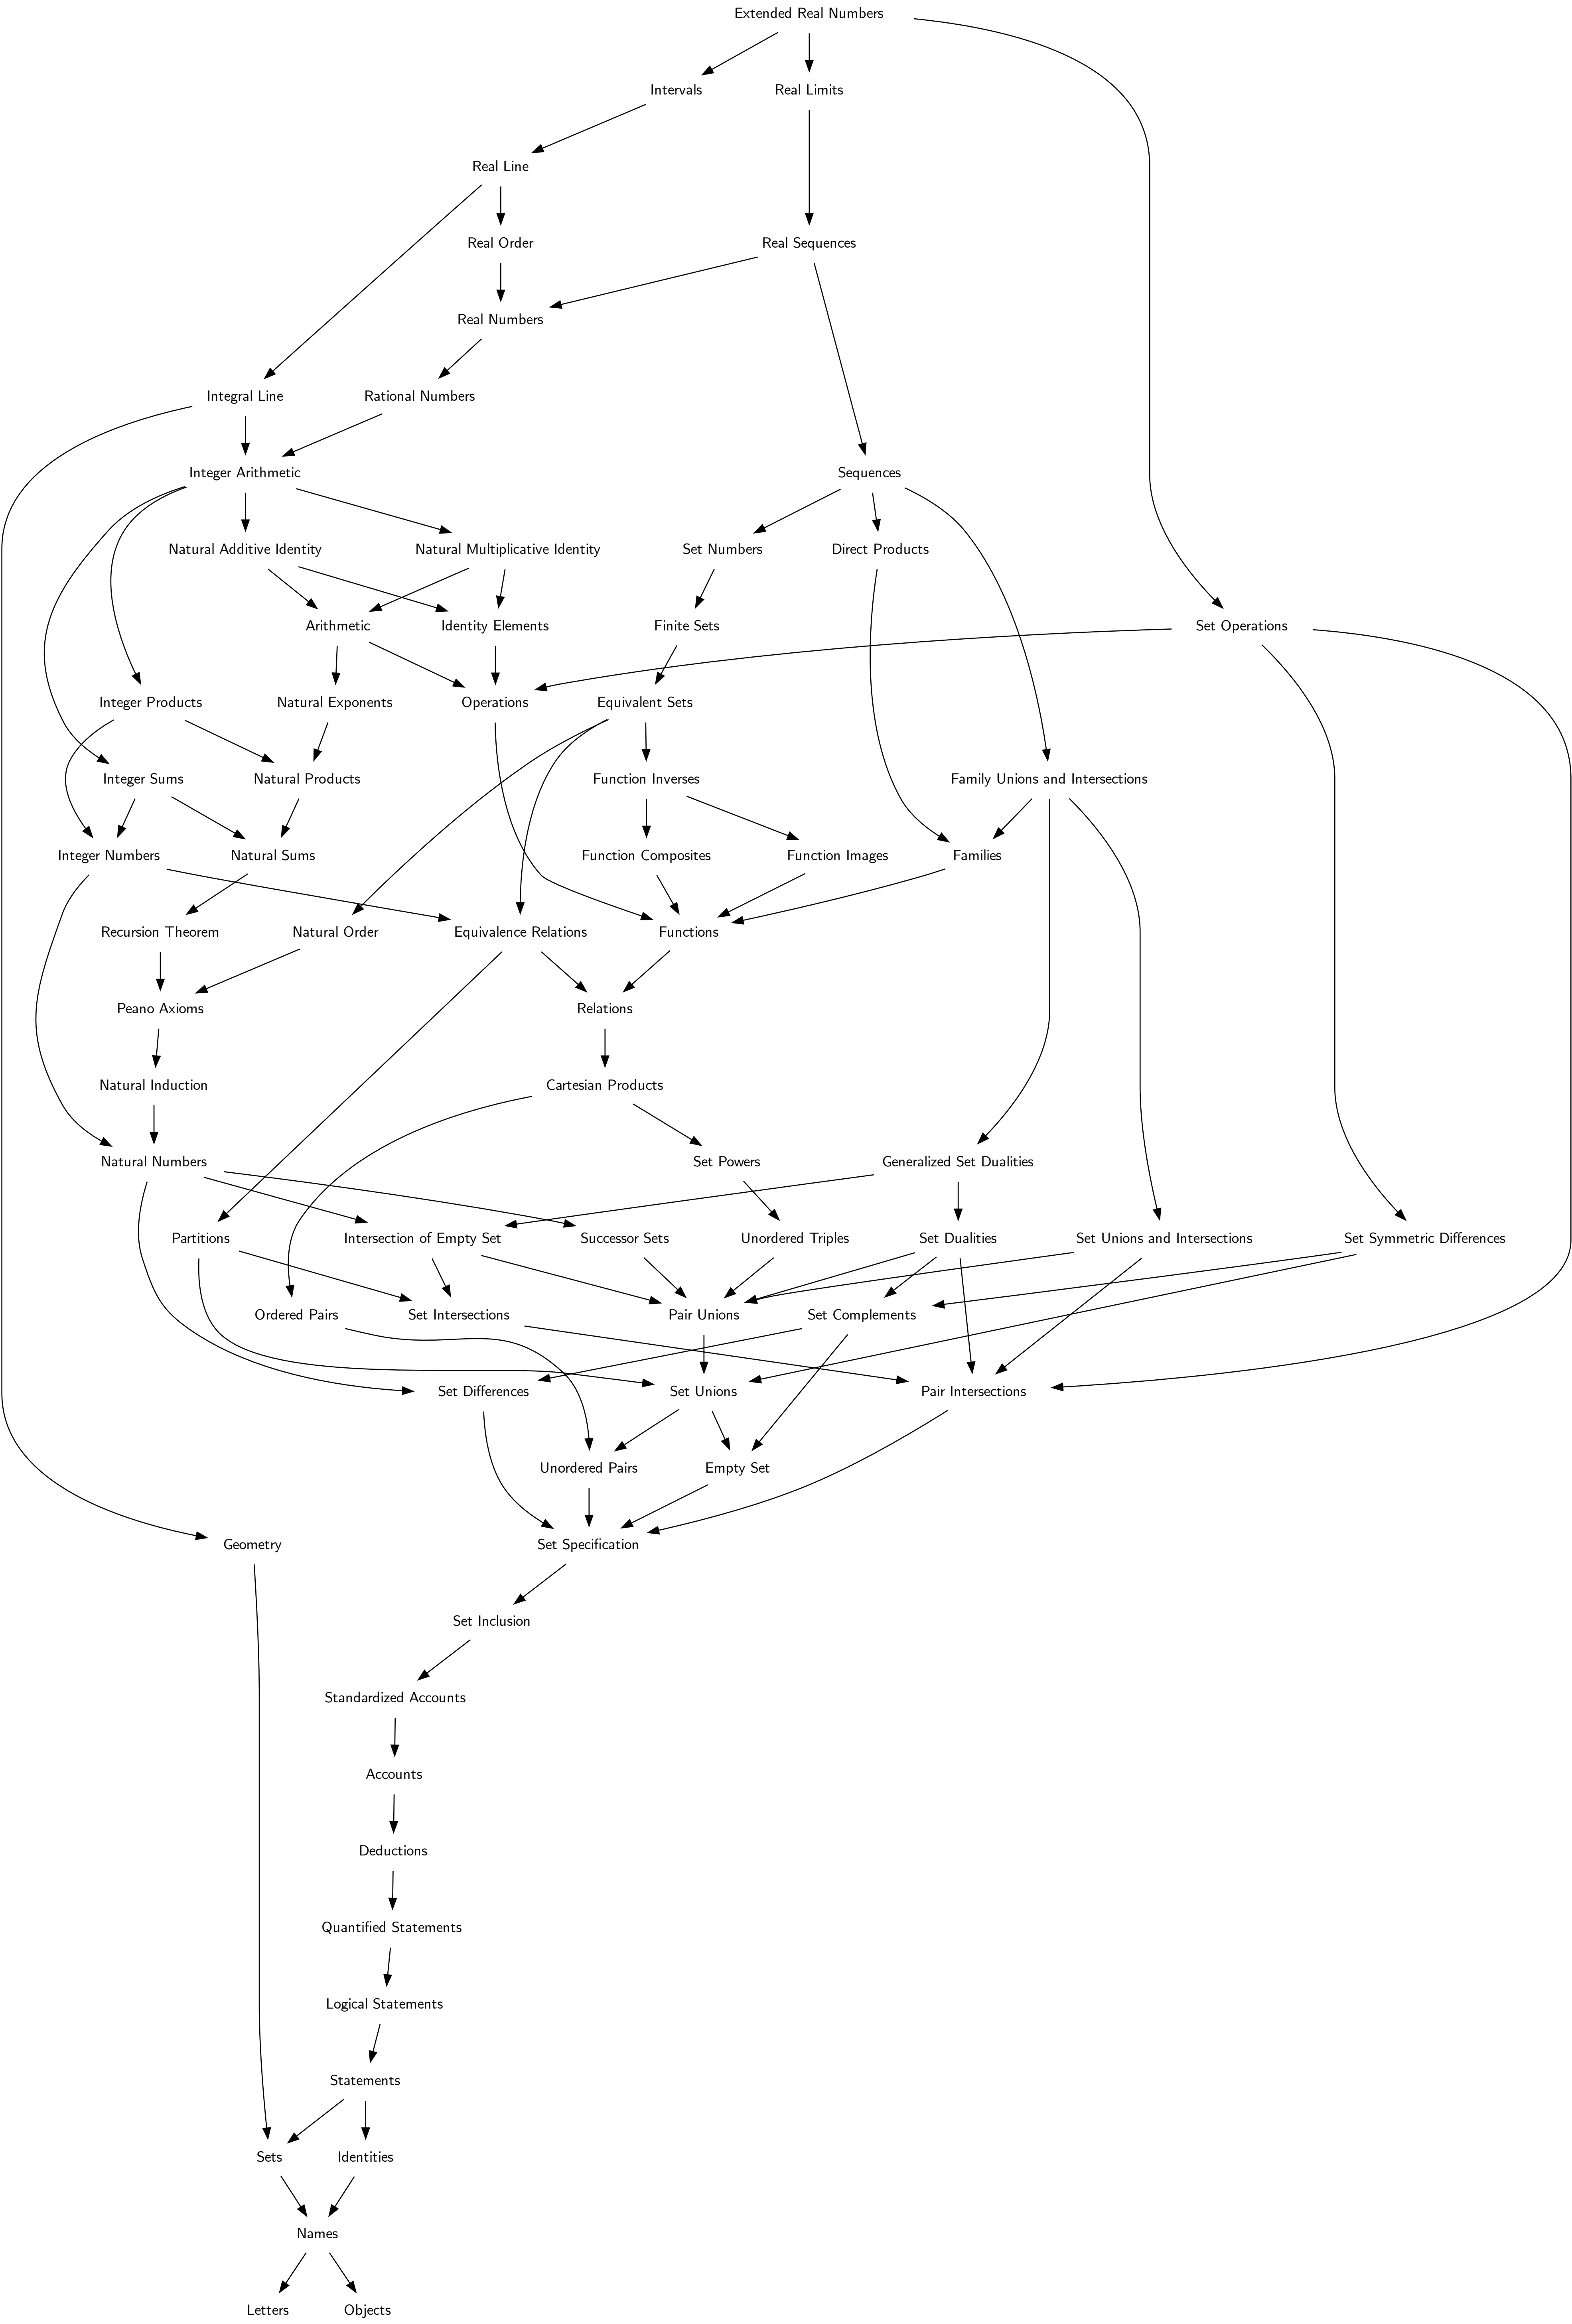 Extended Real Numbers
Intervals
Real Limits
Real Line
Real Order
Real Sequences
Real Numbers
Integral Line
Rational Numbers
Integer Arithmetic
Sequences
Natural Additive Identity
Natural Multiplicative Identity
Set Numbers
Direct Products
Arithmetic
Identity Elements
Finite Sets
Set Operations
Integer Products
Natural Exponents
Operations
Equivalent Sets
Integer Sums
Natural Products
Function Inverses
Family Unions and Intersections
Integer Numbers
Natural Sums
Function Composites
Function Images
Families
Recursion Theorem
Natural Order
Equivalence Relations
Functions
Peano Axioms
Relations
Natural Induction
Cartesian Products
Natural Numbers
Set Powers
Generalized Set Dualities
Partitions
Intersection of Empty Set
Successor Sets
Unordered Triples
Set Dualities
Set Unions and Intersections
Set Symmetric Differences
Ordered Pairs
Set Intersections
Pair Unions
Set Complements
Set Differences
Set Unions
Pair Intersections
Unordered Pairs
Empty Set
Geometry
Set Specification
Set Inclusion
Standardized Accounts
Accounts
Deductions
Quantified Statements
Logical Statements
Statements
Sets
Identities
Names
Letters
Objects